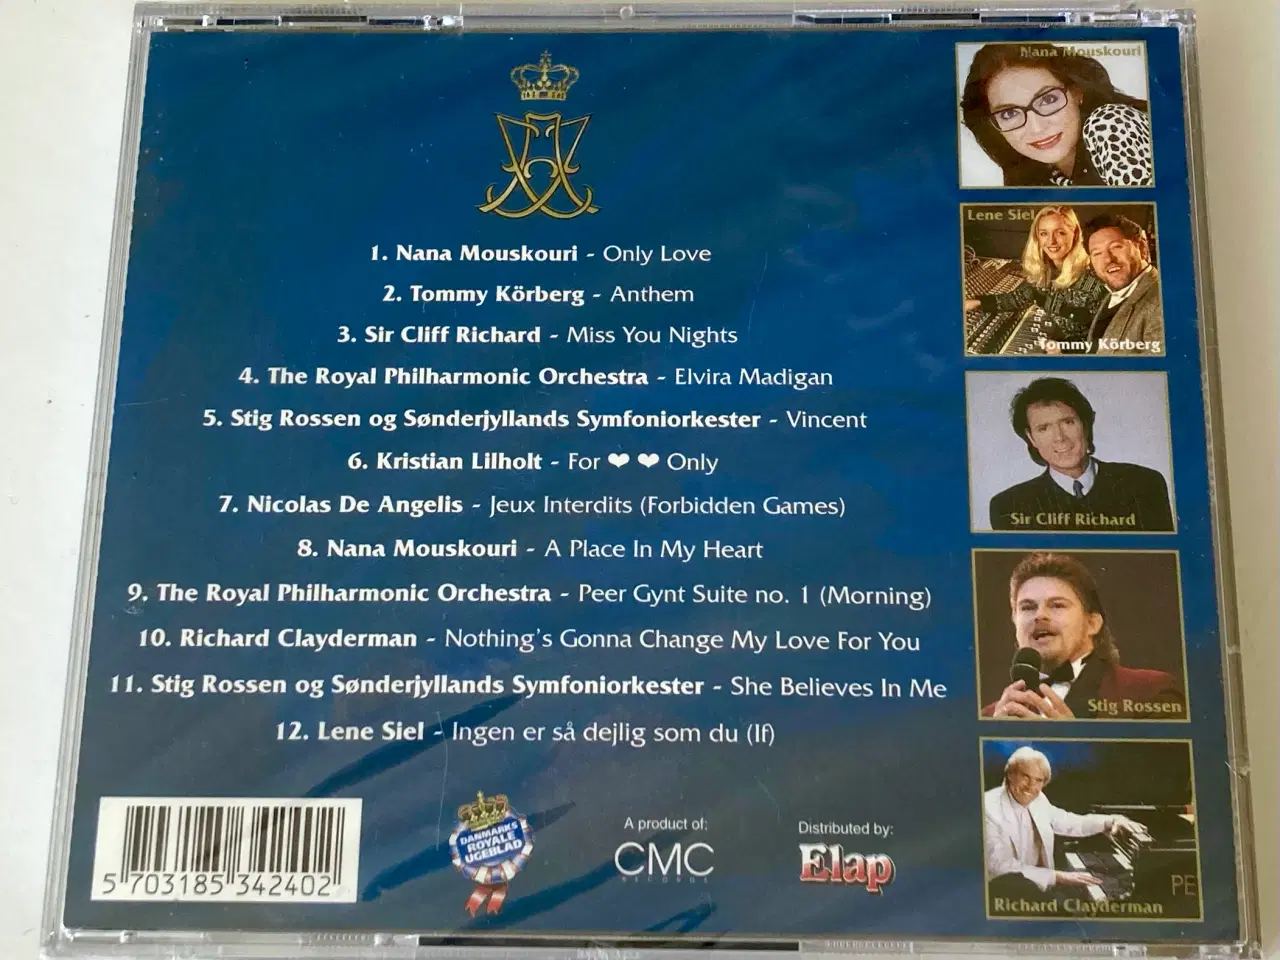 1. Nana Mouskouri - Only Love
2. Tommy Körberg - Anthem
3. Sir Cliff Richard - Miss You Nights
4. The Royal Philharmonic Orchestra - Elvira Madigan
5. Stig Rossen og Sønderjyllands Symfoniorkester - Vincent
6. Kristian Lilholt - For ❤ ❤ Only
7. Nicolas De Angelis - Jeux Interdits (Forbidden Games)
8. Nana Mouskouri - A Place In My Heart
9. The Royal Philharmonic Orchestra - Peer Gynt Suite no. 1 (Morning)
10. Richard Clayderman - Nothing's Gonna Change My Love For You
11. Stig Rossen og Sønderjyllands Symfoniorkester - She Believes In Me
12. Lene Siel - Ingen er så dejlig som du (If)
Nana Mouskouri
Lene Siel
Tommy Körberg
Sir Cliff Richard
Stig Rossen
PE
Richard Clayderman
5 703185 342402
DANMARKS
ROYALE
UGEBLAD
A product of:
CMC
RECORDS
Distributed by:
Elap